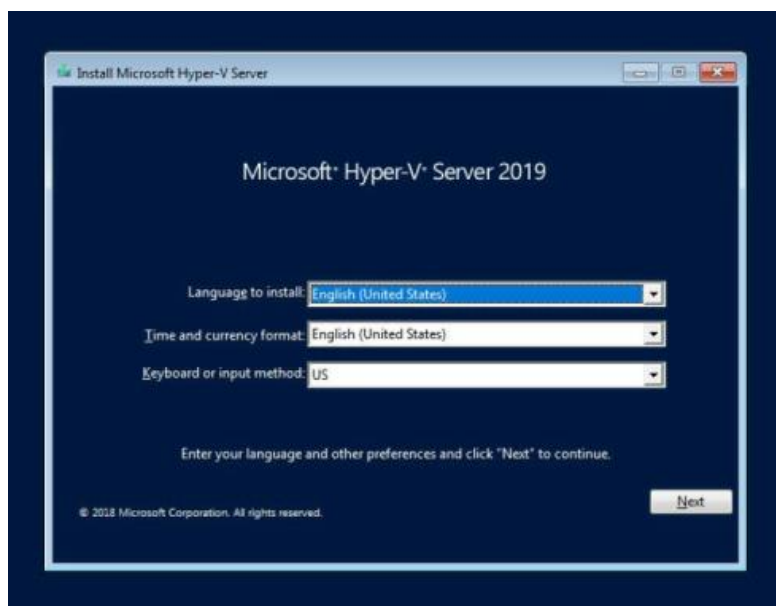 Install Microsoft Hyper-V Server
Microsoft® Hyper-V® Server 2019
Language to install: English (United States)
Time and currency format: English (United States)
Keyboard or input method: US
Enter your language and other preferences and click "Next" to continue.
© 2018 Microsoft Corporation. All rights reserved.
Next